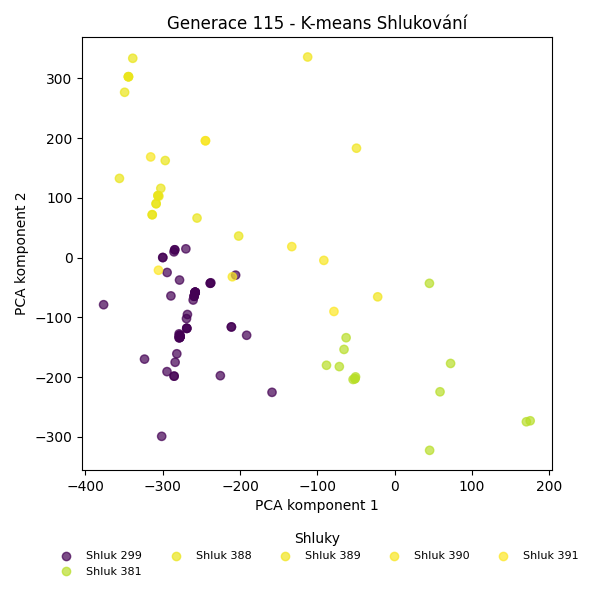 Generace 115 - K-means Shlukování
300
200
100
0
−100
−200
−300
PCA komponent 2
−400 −300 −200 −100 0 100 200
PCA komponent 1
Shluky
Shluk 299 Shluk 388 Shluk 389 Shluk 390 Shluk 391
Shluk 381